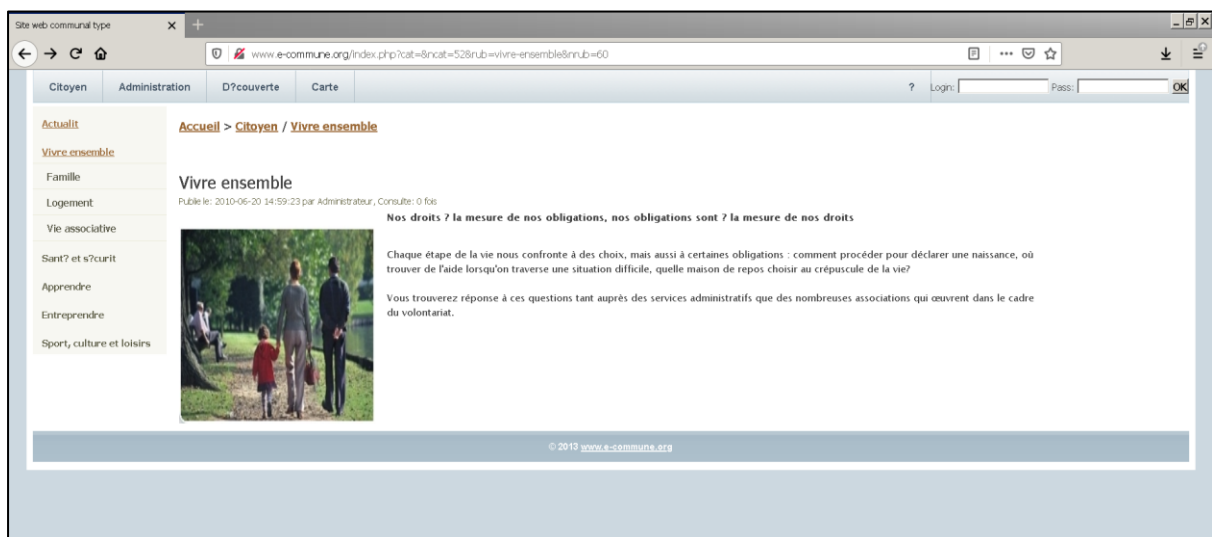 Site web communal type
www.e-commune.org/index.php?cat=&ncat=52&rub=vivre-ensemble&nrub=60
Citoyen Administration D?couverte Carte ? Login: Pass: OK
Actualit
Accueil > Citoyen / Vivre ensemble
Vivre ensemble
Famille
Logement
Vie associative
Sant? et s?curit
Apprendre
Entreprendre
Sport, culture et loisirs
Vivre ensemble
Publie le: 2010-06-20 14:59:23 par Administrateur, Consulte: 0 fois
Nos droits ? la mesure de nos obligations, nos obligations sont ? la mesure de nos droits
Chaque étape de la vie nous confronte à des choix, mais aussi à certaines obligations : comment procéder pour déclarer une naissance, où
trouver de l'aide lorsqu'on traverse une situation difficile, quelle maison de repos choisir au crépuscule de la vie?
Vous trouverez réponse à ces questions tant auprès des services administratifs que des nombreuses associations qui œuvrent dans le cadre
du volontariat.
© 2013 www.e-commune.org